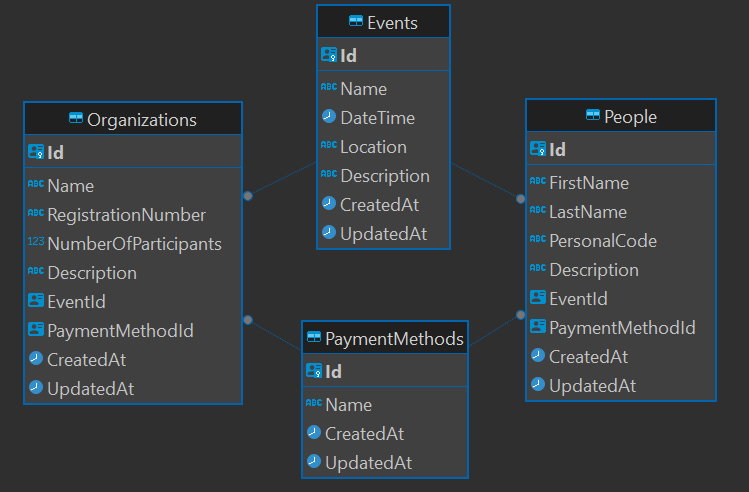 Events
Id
ABC Name
DateTime
ABC Location
ABC Description
CreatedAt
UpdatedAt
Organizations
Id
ABC Name
ABC RegistrationNumber
123 NumberOfParticipants
ABC Description
EventId
PaymentMethodId
CreatedAt
UpdatedAt
People
Id
ABC FirstName
ABC LastName
ABC PersonalCode
ABC Description
EventId
PaymentMethodId
CreatedAt
UpdatedAt
PaymentMethods
Id
ABC Name
CreatedAt
UpdatedAt